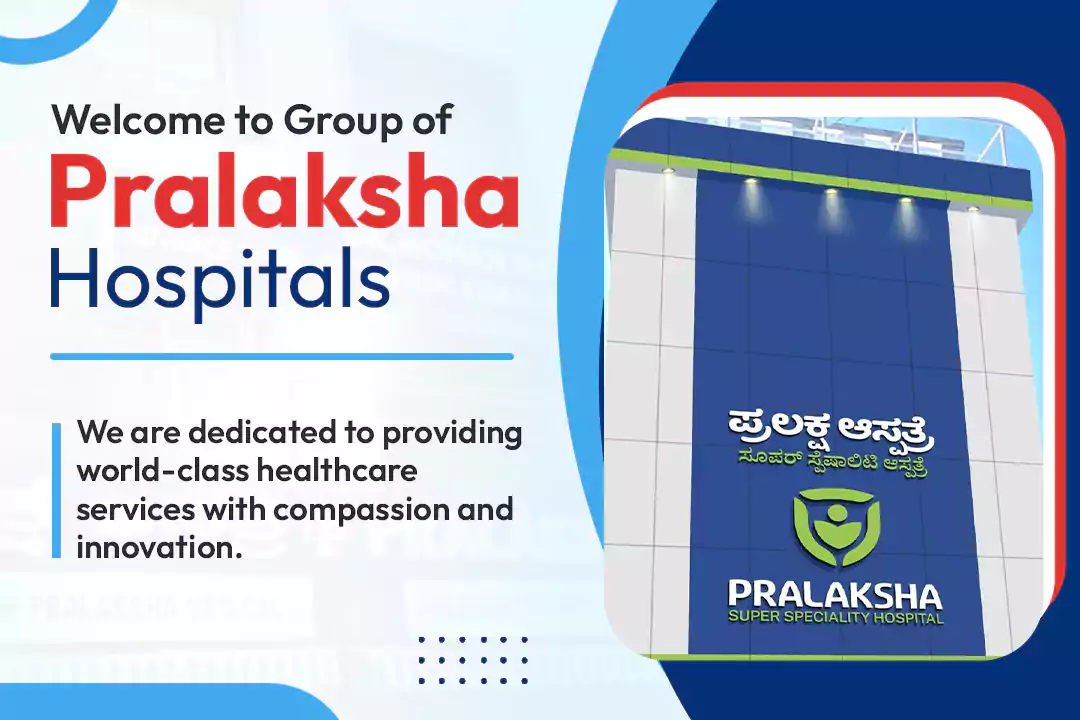 Welcome to Group of
Pralaksha
Hospitals
We are dedicated to providing
world-class healthcare
services with compassion and
innovation.
ಪ್ರಲಕ್ಷ ಆಸ್ಪತ್ರೆ
ಸೂಪರ್ ಸ್ಪೆಷಾಲಿಟಿ ಆಸ್ಪತ್ರೆ
PRALAKSHA
SUPER SPECIALITY HOSPITAL